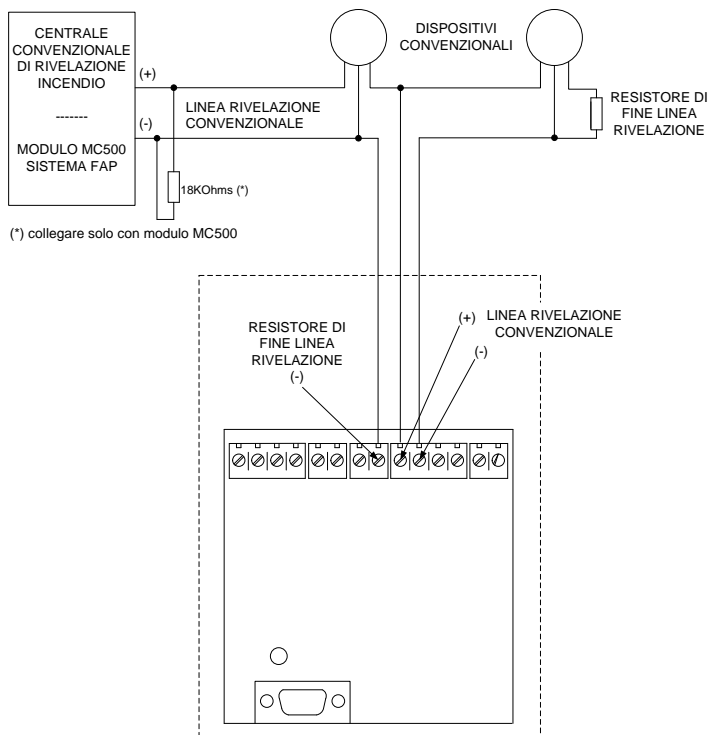 CENTRALE
CONVENZIONALE
DI RIVELAZIONE
INCENDIO
-------
MODULO MC500
SISTEMA FAP
(+)
(-)
LINEA RIVELAZIONE
CONVENZIONALE
18KOhms (*)
(*) collegare solo con modulo MC500
DISPOSITIVI
CONVENZIONALI
RESISTORE DI
FINE LINEA
RIVELAZIONE
RESISTORE DI
FINE LINEA
RIVELAZIONE
(-)
(+) LINEA RIVELAZIONE
CONVENZIONALE
(-)